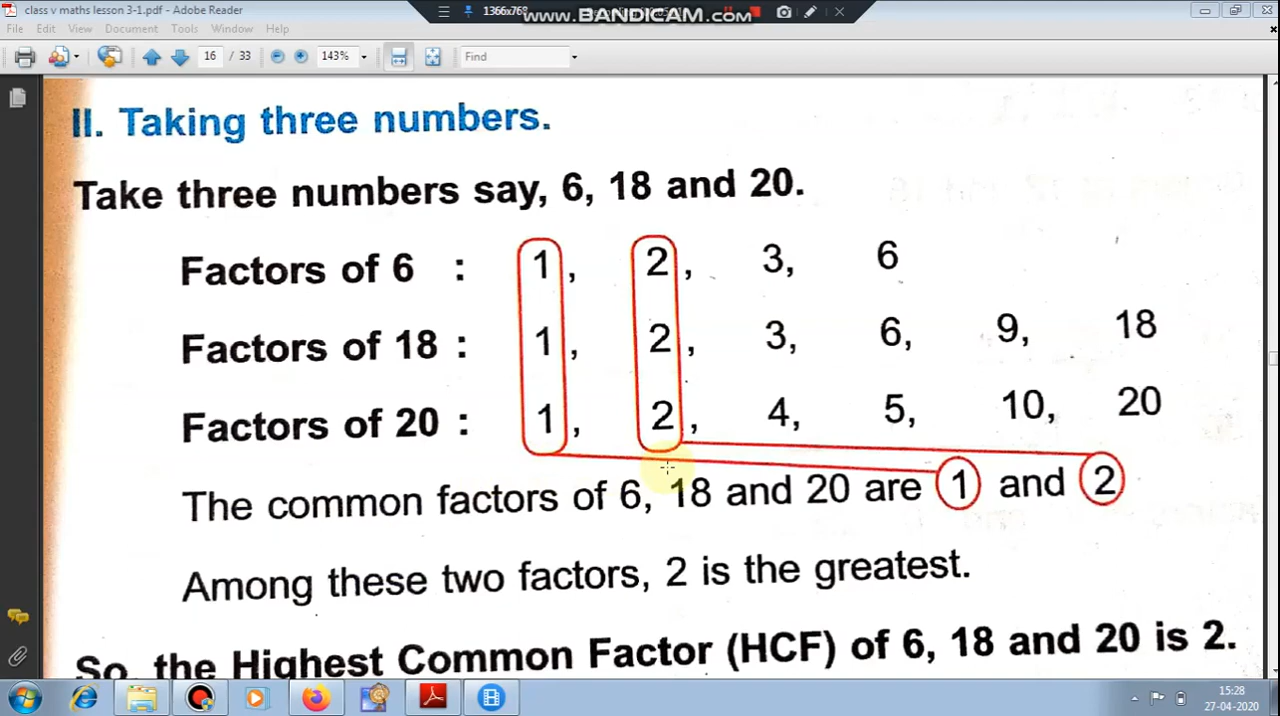 class v maths lesson 3-1.pdf - Adobe Reader
1366x768
www.BANDICAM.com
File Edit View Document Tools Window Help
16 / 33 143% Find
II. Taking three numbers.
Take three numbers say, 6, 18 and 20.
Factors of 6 : 1, 2, 3, 6
Factors of 18 : 1, 2, 3, 6, 9, 18
Factors of 20 : 1, 2, 4, 5, 10, 20
The common factors of 6, 18 and 20 are 1 and 2
Among these two factors, 2 is the greatest.
So, the Highest Common Factor (HCF) of 6, 18 and 20 is 2.
15:28
27-04-2020